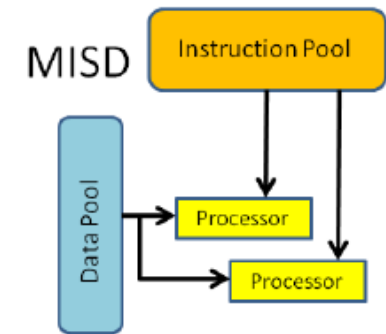 MISD
Instruction Pool
Data Pool
Processor
Processor